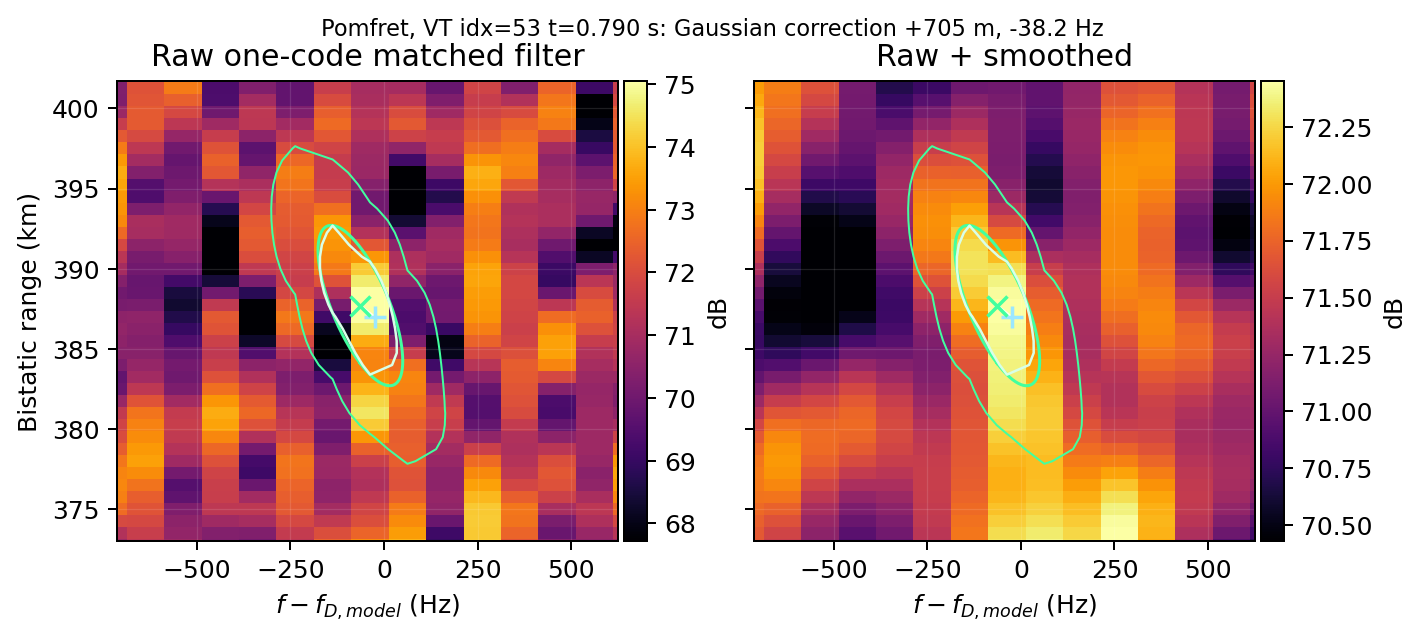 Pomfret, VT idx=53 t=0.790 s: Gaussian correction +705 m, -38.2 Hz
Raw one-code matched filter
Bistatic range (km)
400
395
390
385
380
375
−500 −250 0 250 500
f − f_{D, model} (Hz)
75
74
73
72
71
70
69
68
dB
Raw + smoothed
−500 −250 0 250 500
f − f_{D, model} (Hz)
72.25
72.00
71.75
71.50
71.25
71.00
70.75
70.50
dB